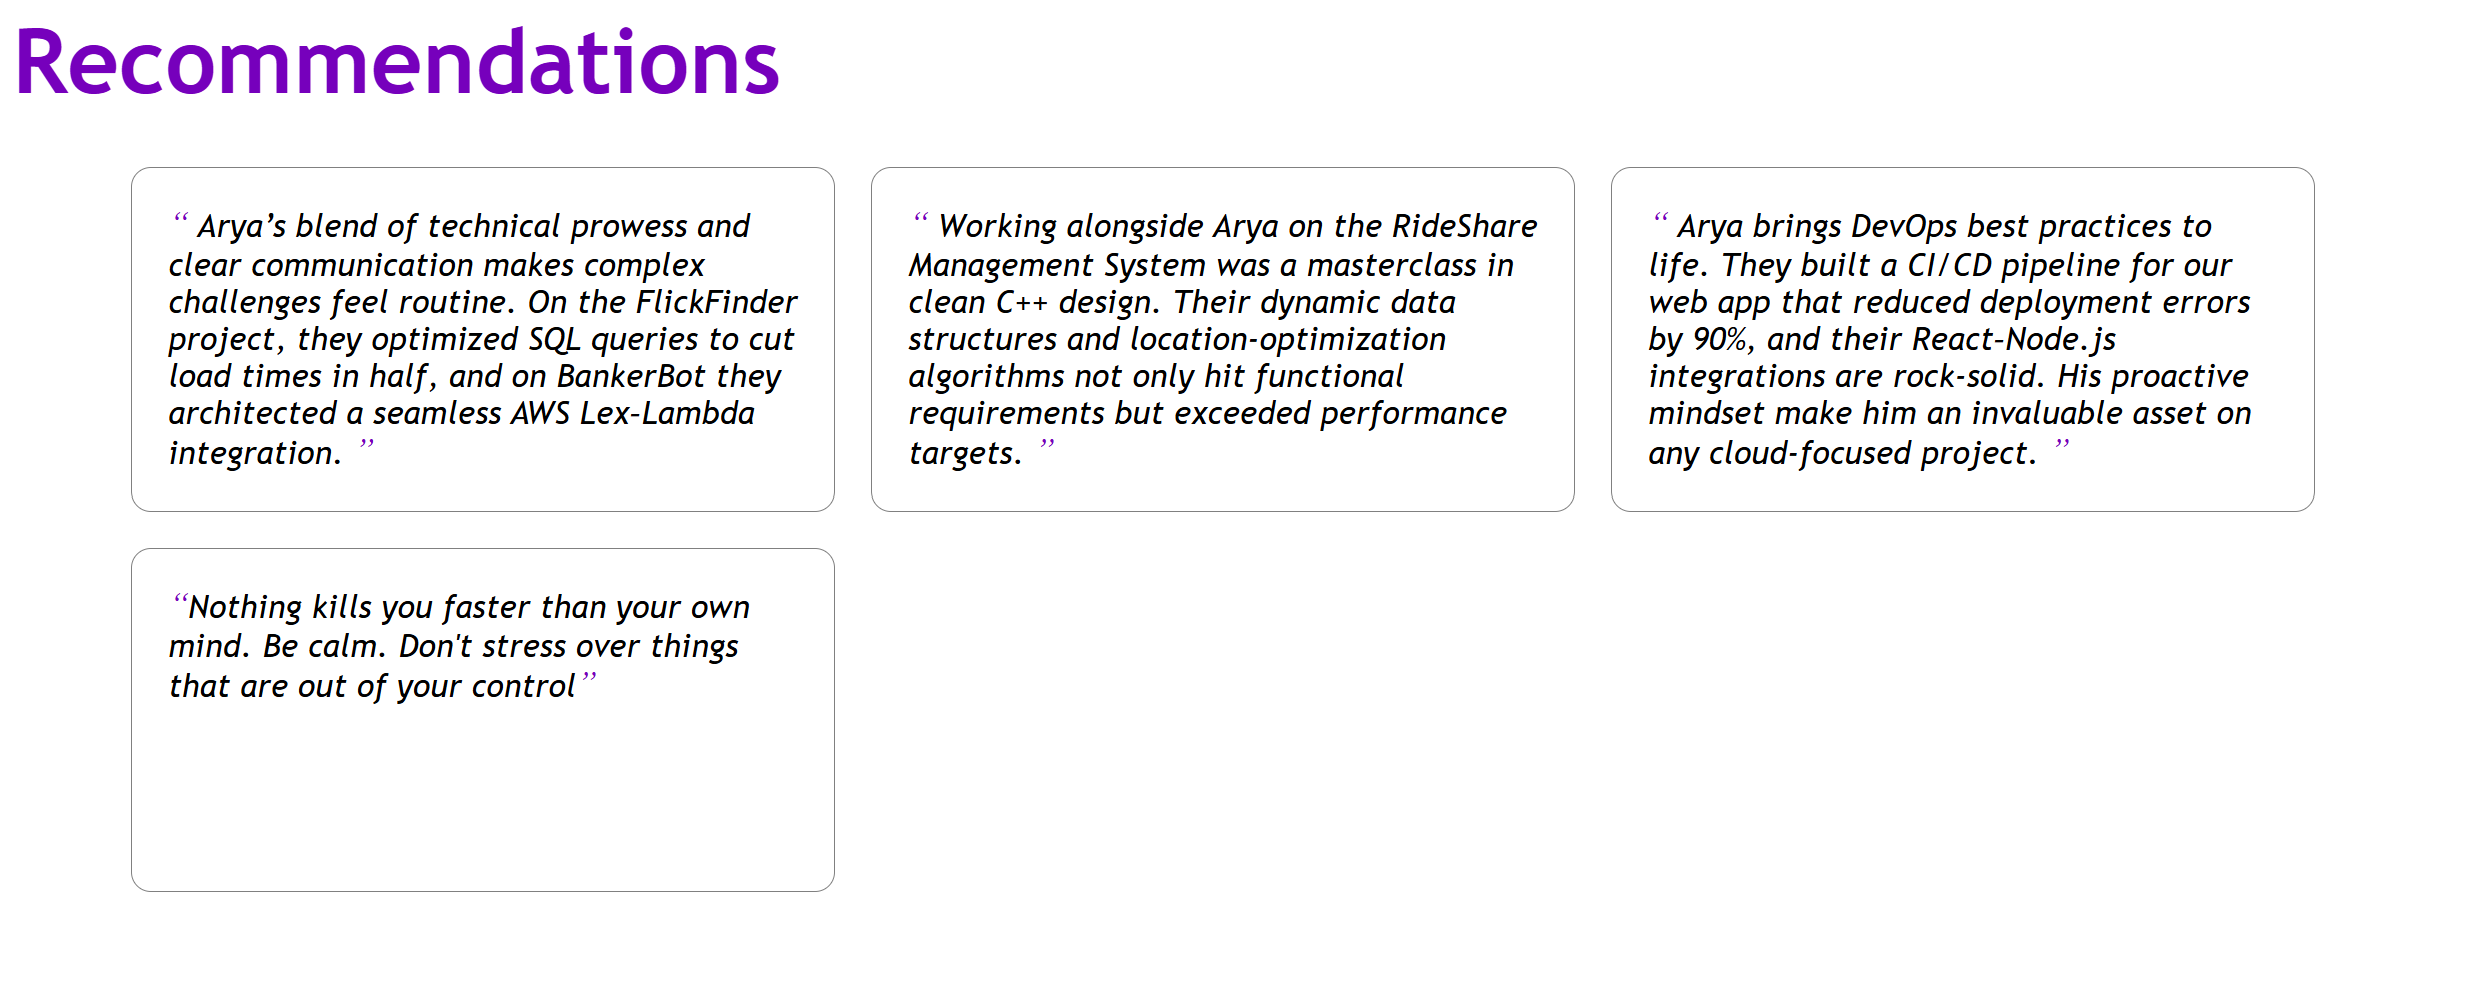 Recommendations
“ Arya’s blend of technical prowess and
clear communication makes complex
challenges feel routine. On the FlickFinder
project, they optimized SQL queries to cut
load times in half, and on BankerBot they
architected a seamless AWS Lex–Lambda
integration. ”
“ Working alongside Arya on the RideShare
Management System was a masterclass in
clean C++ design. Their dynamic data
structures and location-optimization
algorithms not only hit functional
requirements but exceeded performance
targets. ”
“ Arya brings DevOps best practices to
life. They built a CI/CD pipeline for our
web app that reduced deployment errors
by 90%, and their React–Node.js
integrations are rock-solid. His proactive
mindset make him an invaluable asset on
any cloud-focused project. ”
“Nothing kills you faster than your own
mind. Be calm. Don't stress over things
that are out of your control”